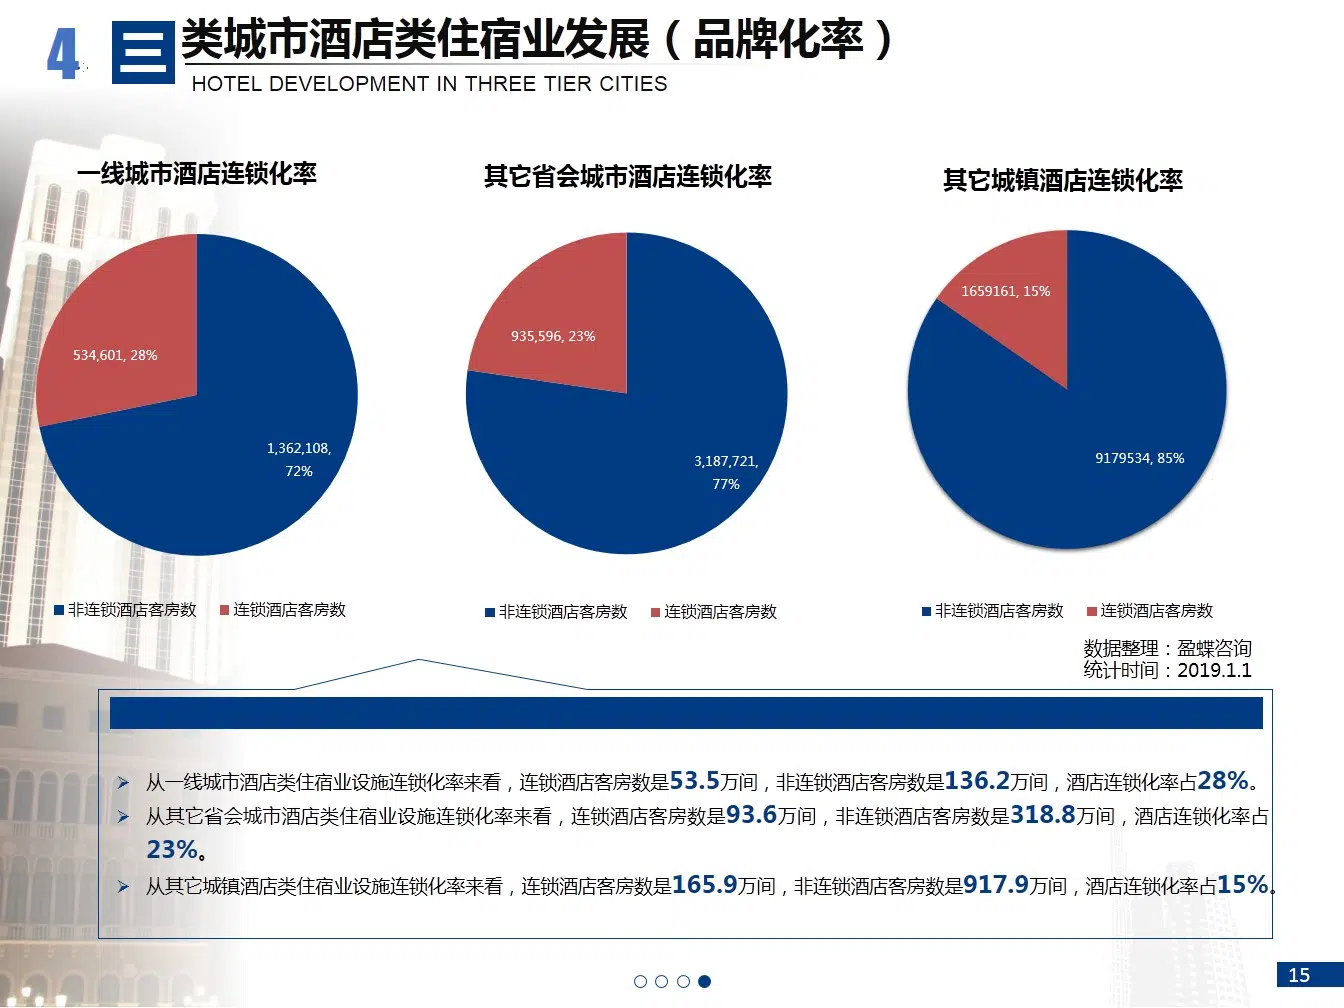 4
三类城市酒店类住宿业发展（品牌化率）
HOTEL DEVELOPMENT IN THREE TIER CITIES
一线城市酒店连锁化率
534,601, 28%
1,362,108,
72%
非连锁酒店客房数 连锁酒店客房数
其它省会城市酒店连锁化率
935,596, 23%
3,187,721,
77%
非连锁酒店客房数 连锁酒店客房数
其它城镇酒店连锁化率
1659161, 15%
9179534, 85%
非连锁酒店客房数 连锁酒店客房数
数据整理：盈蝶咨询
统计时间：2019.1.1
从一线城市酒店类住宿业设施连锁化率来看，连锁酒店客房数是53.5万间，非连锁酒店客房数是136.2万间，酒店连锁化率占28%。
从其它省会城市酒店类住宿业设施连锁化率来看，连锁酒店客房数是93.6万间，非连锁酒店客房数是318.8万间，酒店连锁化率占
23%。
从其它城镇酒店类住宿业设施连锁化率来看，连锁酒店客房数是165.9万间，非连锁酒店客房数是917.9万间，酒店连锁化率占15%。
15